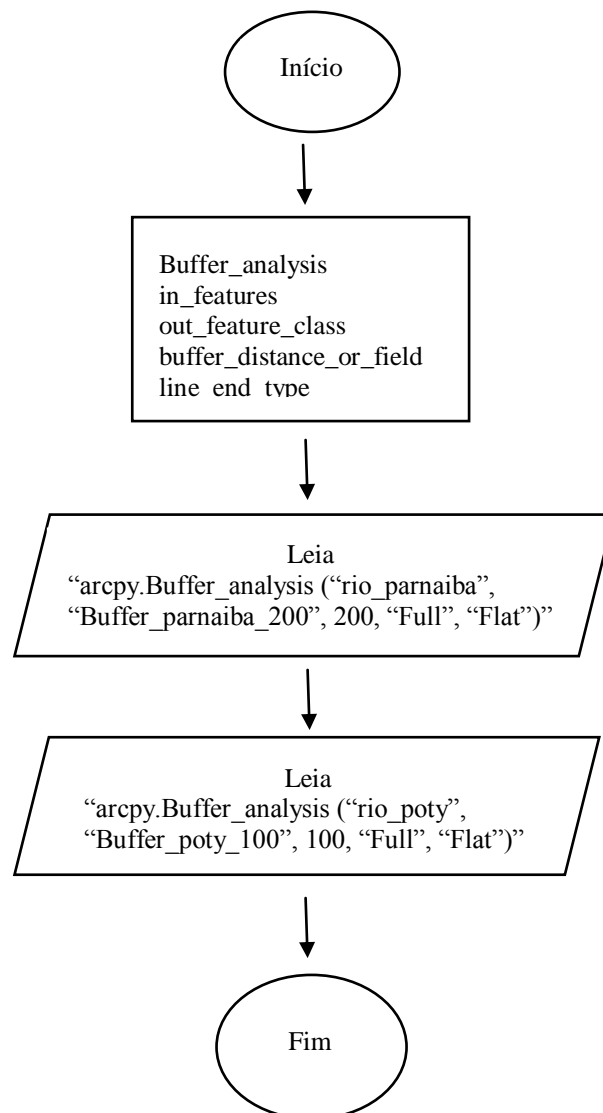 Início
Buffer_analysis
in_features
out_feature_class
buffer_distance_or_field
line_end_type
Leia
“arcpy.Buffer_analysis (“rio_parnaiba”,
“Buffer_parnaiba_200”, 200, “Full”, “Flat”)”
Leia
“arcpy.Buffer_analysis (“rio_poty”,
“Buffer_poty_100”, 100, “Full”, “Flat”)”
Fim